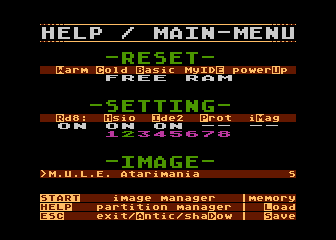 HELP / MAIN-MENU
-RESET-
Warm Cold Basic MyIDE powerUp
FREE RAM
-SETTING-
Rd8: Hsio Ide2 Prot iMag
ON ON ON -- --
12345678
-IMAGE-
>M.U.L.E. Atarimania S
START image manager |memory
HELP partition manager | Load
ESC exit/Antic/shaDow | Save